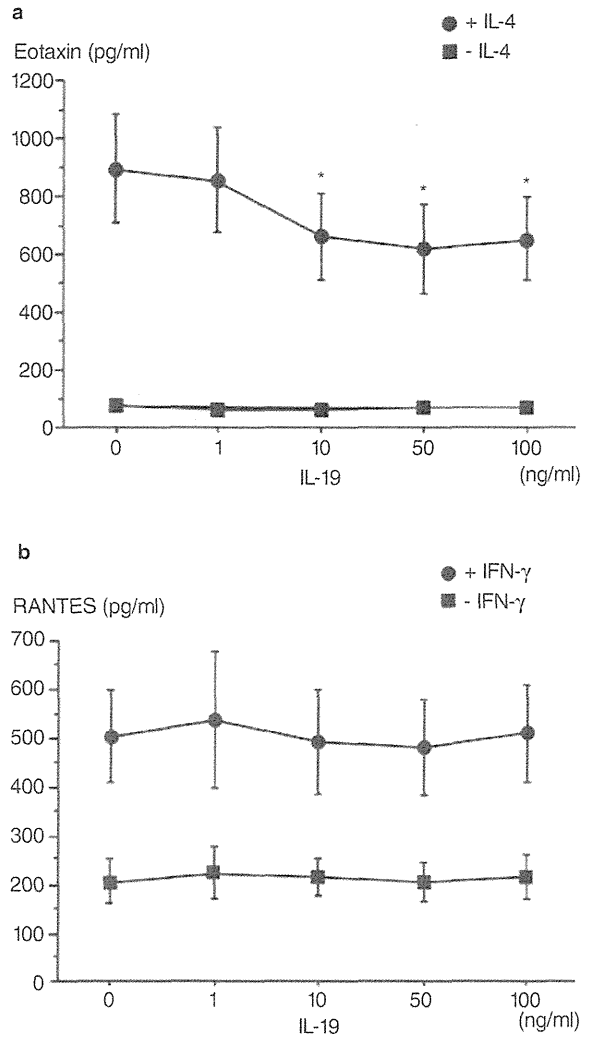 a
+ IL-4
Eotaxin (pg/ml)
- IL-4
1200
1000
800
600
400
200
0
* * *
0 1 10 50 100
IL-19 (ng/ml)
b
+ IFN-γ
RANTES (pg/ml)
- IFN-γ
700
600
500
400
300
200
100
0
0 1 10 50 100
IL-19 (ng/ml)